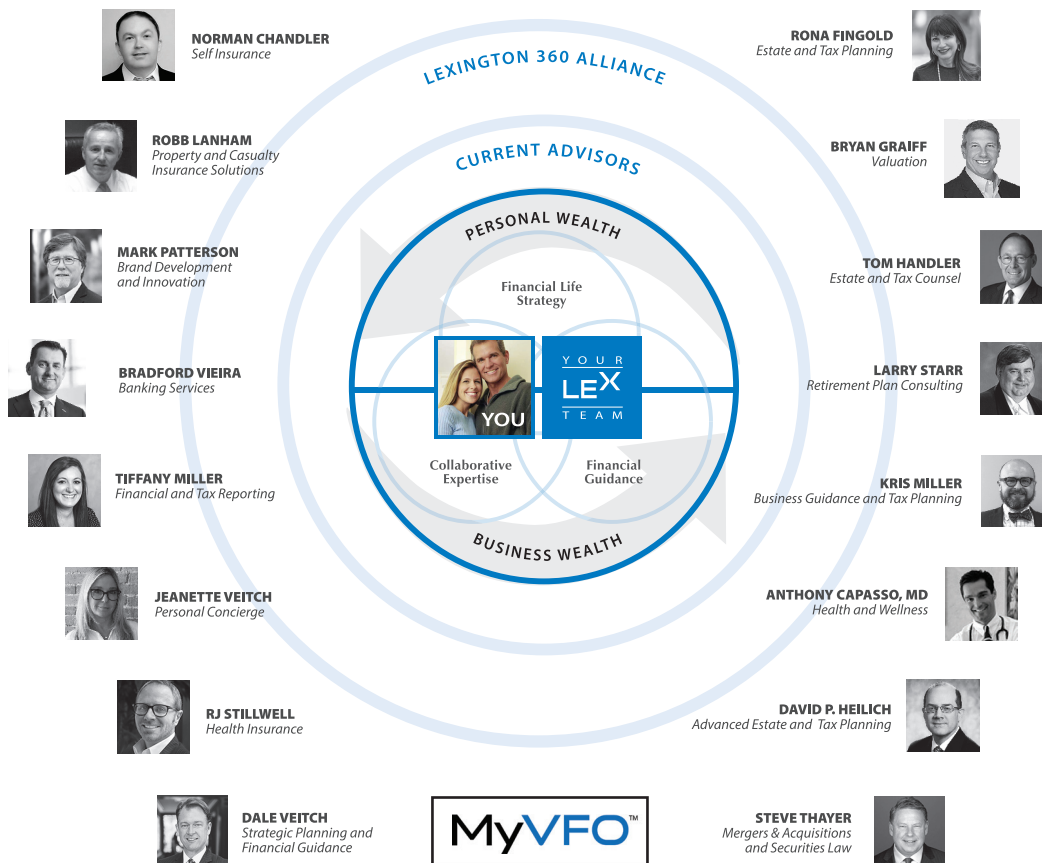 NORMAN CHANDLER
Self Insurance
ROBB LANHAM
Property and Casualty
Insurance Solutions
MARK PATTERSON
Brand Development
and Innovation
BRADFORD VIEIRA
Banking Services
TIFFANY MILLER
Financial and Tax Reporting
JEANETTE VEITCH
Personal Concierge
RJ STILLWELL
Health Insurance
DALE VEITCH
Strategic Planning and
Financial Guidance
LEXINGTON 360 ALLIANCE
CURRENT ADVISORS
PERSONAL WEALTH
Financial Life
Strategy
YOU
YOUR
LEX
TEAM
Collaborative
Expertise
Financial
Guidance
BUSINESS WEALTH
MyVFO™
RONA FINGOLD
Estate and Tax Planning
BRYAN GRAIFF
Valuation
TOM HANDLER
Estate and Tax Counsel
LARRY STARR
Retirement Plan Consulting
KRIS MILLER
Business Guidance and Tax Planning
ANTHONY CAPASSO, MD
Health and Wellness
DAVID P. HEILICH
Advanced Estate and Tax Planning
STEVE THAYER
Mergers & Acquisitions
and Securities Law